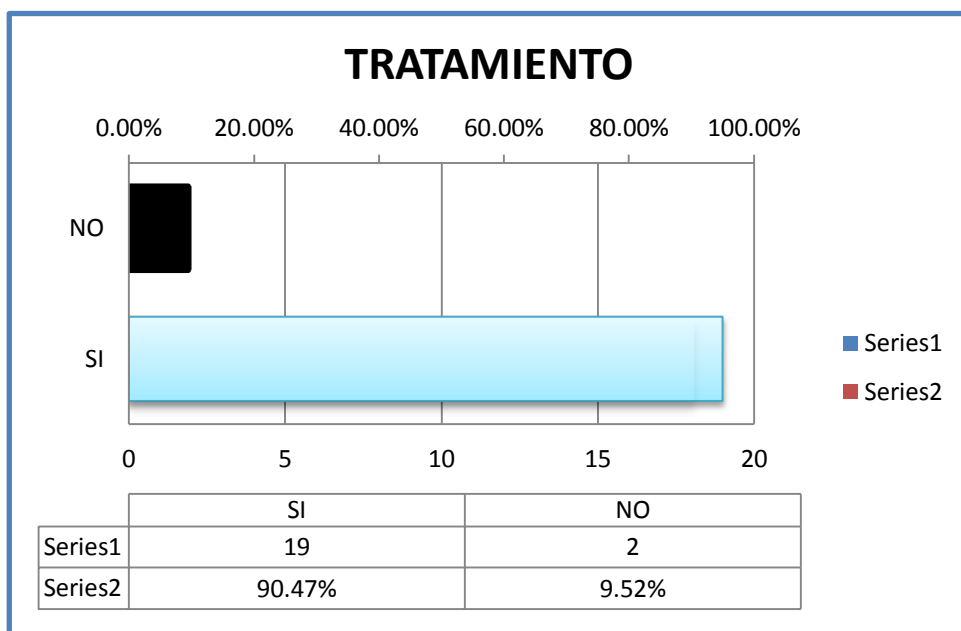 TRATAMIENTO
0.00% 20.00% 40.00% 60.00% 80.00% 100.00%
NO
SI
Series1
Series2
0 5 10 15 20
SI NO
Series1 19 2
Series2 90.47% 9.52%